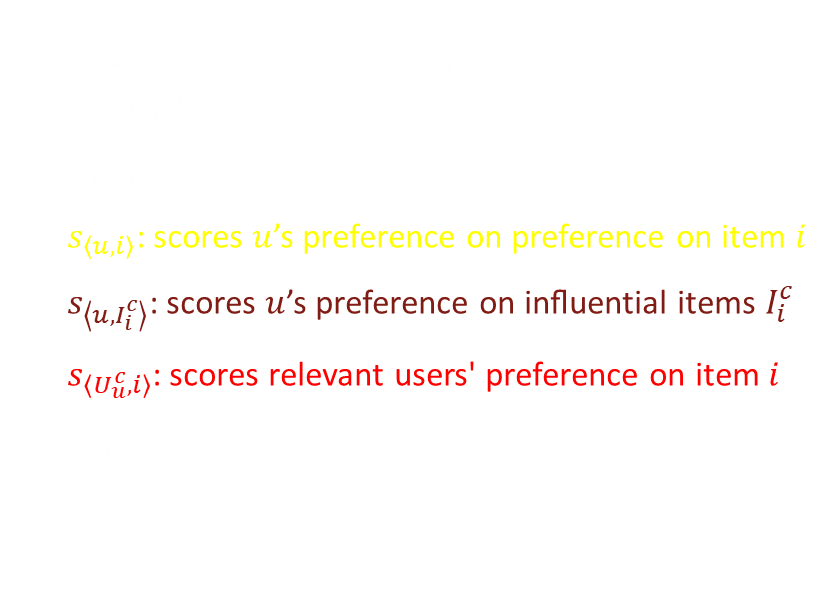 s⟨u,i⟩: scores u’s preference on preference on item i
s⟨u,I_i^c⟩: scores u’s preference on influential items I_i^c
s⟨U_u^c,i⟩: scores relevant users' preference on item i